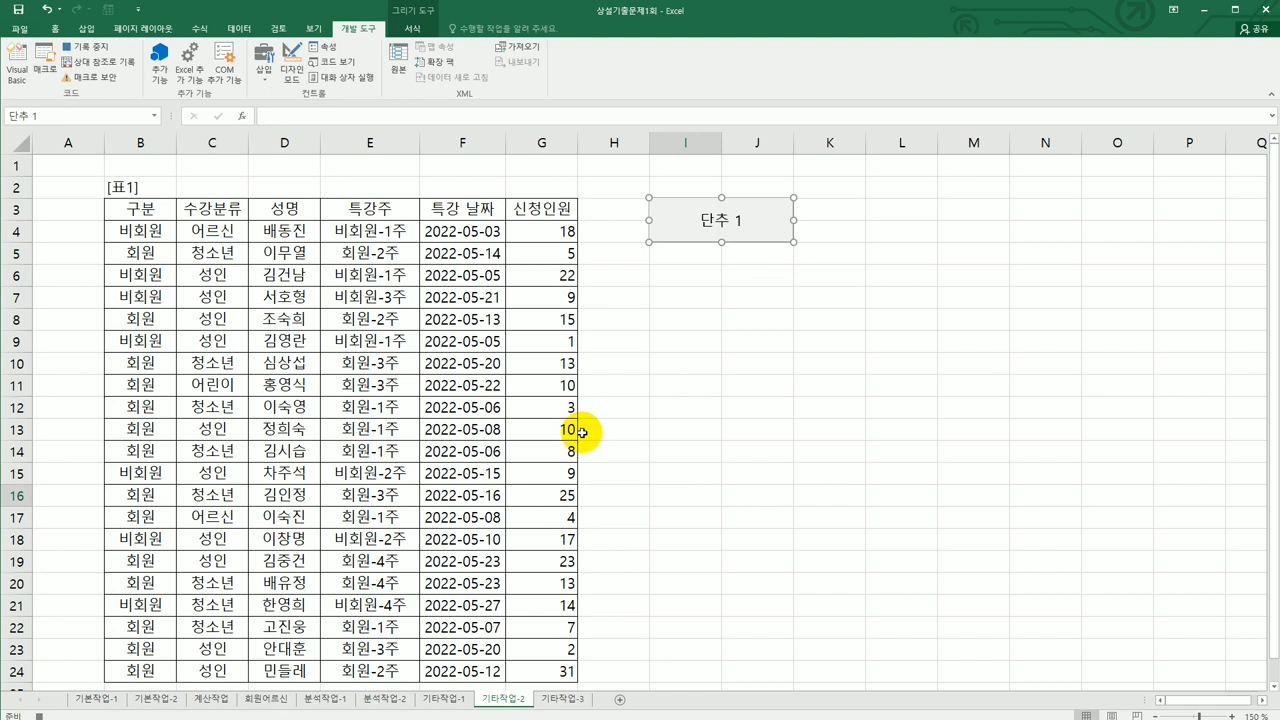 그리기 도구
상설기출문제1회 - Excel
파일 홈 삽입 페이지 레이아웃 수식 데이터 검토 보기 개발 도구 서식 수행할 작업을 알려 주세요. 공유
Visual Basic
매크로
기록 중지
상대 참조로 기록
매크로 보안
코드
추가 기능
Excel 추가 기능
COM 추가 기능
추가 기능
삽입
디자인 모드
속성
코드 보기
대화 상자 실행
컨트롤
원본
맵 속성
확장 팩
데이터 새로 고침
가져오기
내보내기
XML
단추 1
fx
A B C D E F G H I J K L M N O P Q
1
2 [표1]
3 구분 수강분류 성명 특강주 특강 날짜 신청인원
단추 1
4 비회원 어르신 배동진 비회원-1주 2022-05-03 18
5 회원 청소년 이무열 회원-2주 2022-05-14 5
6 비회원 성인 김건남 비회원-1주 2022-05-05 22
7 비회원 성인 서호형 비회원-3주 2022-05-21 9
8 회원 성인 조숙희 회원-2주 2022-05-13 15
9 비회원 성인 김영란 비회원-1주 2022-05-05 1
10 회원 청소년 심상섭 회원-3주 2022-05-20 13
11 회원 어린이 홍영식 회원-3주 2022-05-22 10
12 회원 청소년 이숙영 회원-1주 2022-05-06 3
13 회원 성인 정희숙 회원-1주 2022-05-08 10
14 회원 청소년 김시습 회원-1주 2022-05-06 8
15 비회원 성인 차주석 비회원-2주 2022-05-15 9
16 회원 청소년 김인정 회원-3주 2022-05-16 25
17 회원 어르신 이숙진 회원-1주 2022-05-08 4
18 비회원 성인 이창명 비회원-2주 2022-05-10 17
19 회원 성인 김중건 회원-4주 2022-05-23 23
20 회원 청소년 배유정 회원-4주 2022-05-23 13
21 비회원 청소년 한영희 비회원-4주 2022-05-27 14
22 회원 청소년 고진웅 회원-1주 2022-05-07 7
23 회원 성인 안대훈 회원-3주 2022-05-20 2
24 회원 성인 민들레 회원-2주 2022-05-12 31
기본작업-1 기본작업-2 계산작업 회원어르신 분석작업-1 분석작업-2 기타작업-1 기타작업-2 기타작업-3
준비 150 %